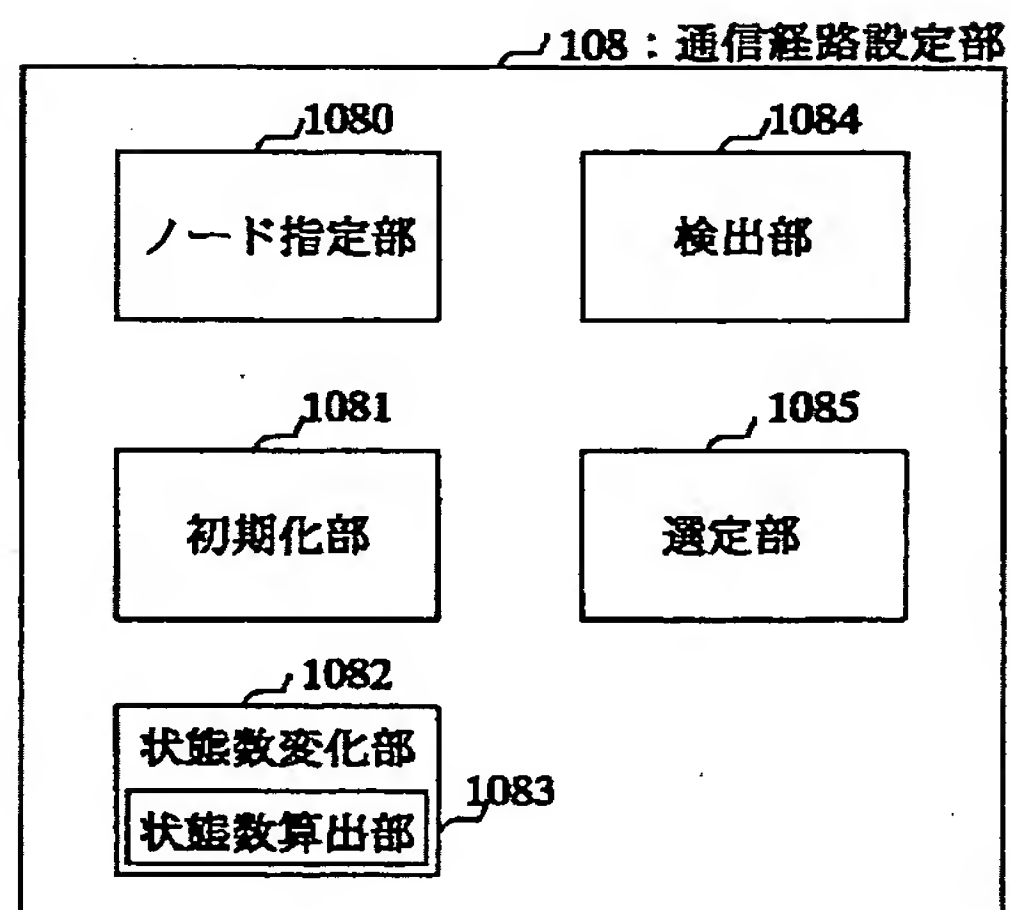 108：通信経路設定部
1080
ノード指定部
1084
検出部
1081
初期化部
1085
選定部
1082
状態数変化部
1083
状態数算出部